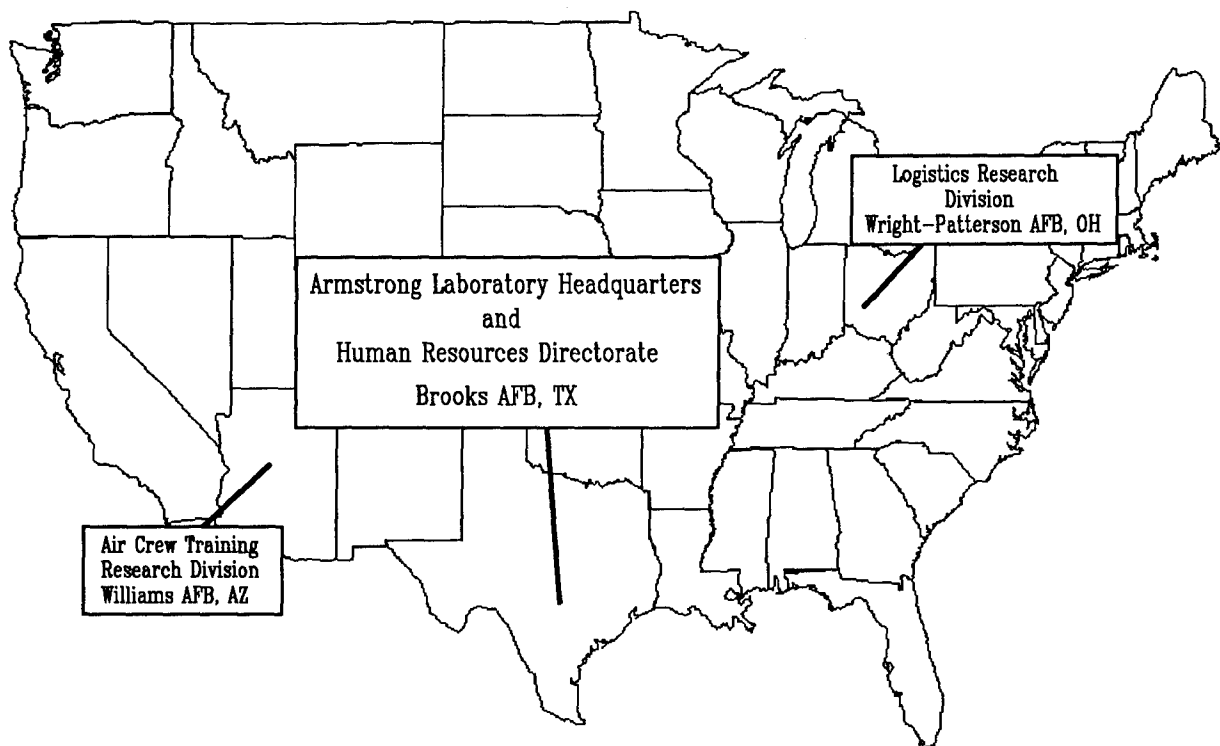 Logistics Research
Division
Wright-Patterson AFB, OH
Armstrong Laboratory Headquarters
and
Human Resources Directorate
Brooks AFB, TX
Air Crew Training
Research Division
Williams AFB, AZ